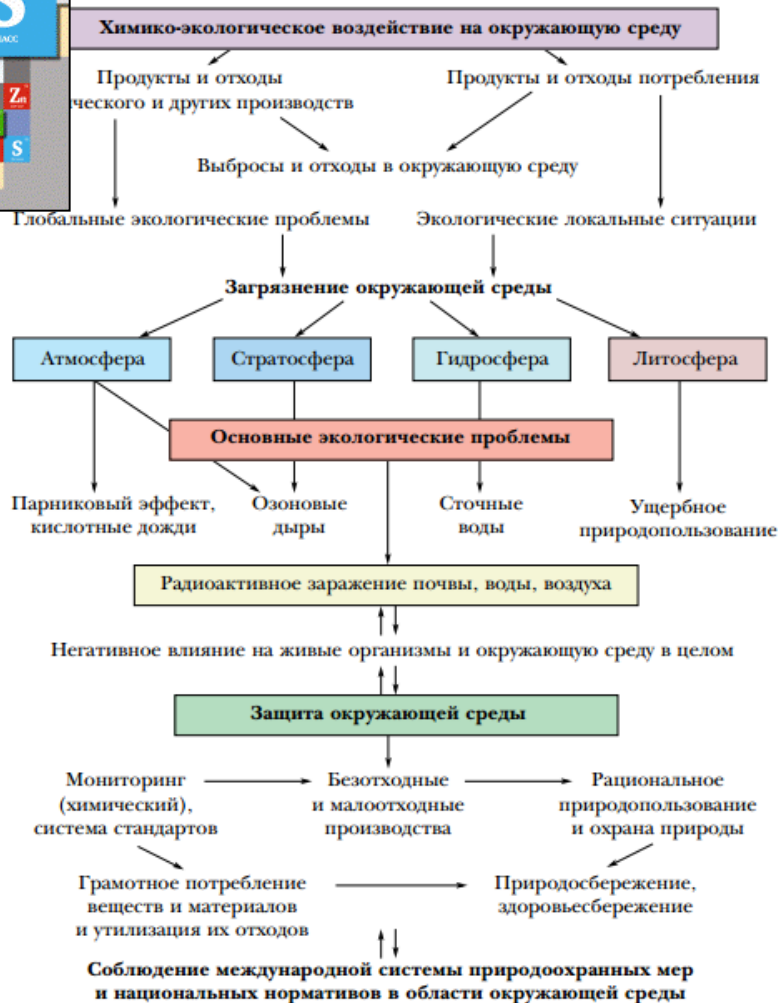 S
ЛАСС
Zn
S
Химико-экологическое воздействие на окружающую среду
Продукты и отходы
ического и других производств
Продукты и отходы потребления
Выбросы и отходы в окружающую среду
Глобальные экологические проблемы
Экологические локальные ситуации
Загрязнение окружающей среды
Атмосфера
Стратосфера
Гидросфера
Литосфера
Основные экологические проблемы
Парниковый эффект,
кислотные дожди
Озоновые
дыры
Сточные
воды
Ущербное
природопользование
Радиоактивное заражение почвы, воды, воздуха
Негативное влияние на живые организмы и окружающую среду в целом
Защита окружающей среды
Мониторинг
(химический),
система стандартов
Безотходные
и малоотходные
производства
Рациональное
природопользование
и охрана природы
Грамотное потребление
веществ и материалов
и утилизация их отходов
Природосбережение,
здоровьесбережение
Соблюдение международной системы природоохранных мер
и национальных нормативов в области окружающей среды